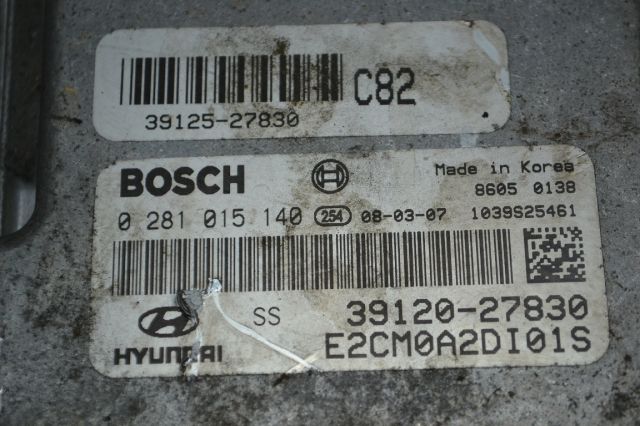 C82
39125-27830
BOSCH
Made in Korea
8605 0138
0 281 015 140 254 08-03-07 1039S25461
SS 39120-27830
HYUNDAI E2CM0A2DI01S